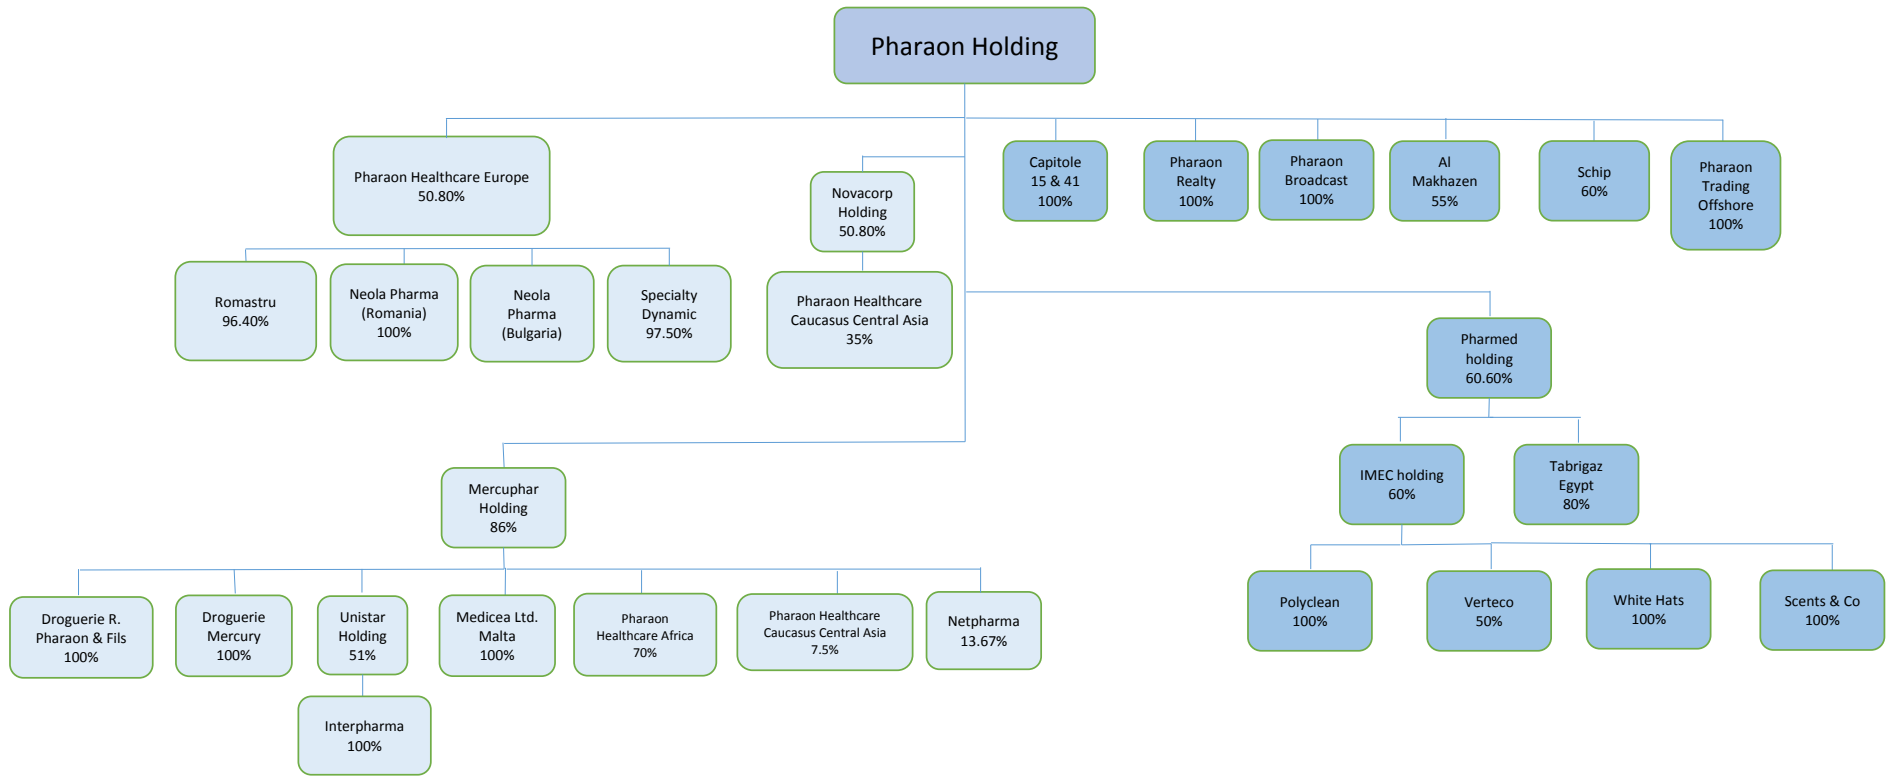 Pharaon Holding
Pharaon Healthcare Europe
50.80%
Novacorp
Holding
50.80%
Capitole
15 & 41
100%
Pharaon
Realty
100%
Pharaon
Broadcast
100%
Al
Makhazen
55%
Schip
60%
Pharaon
Trading
Offshore
100%
Romastru
96.40%
Neola Pharma
(Romania)
100%
Neola
Pharma
(Bulgaria)
Specialty
Dynamic
97.50%
Pharaon Healthcare
Caucasus Central Asia
35%
Pharmed
holding
60.60%
IMEC holding
60%
Tabrigaz
Egypt
80%
Mercuphar
Holding
86%
Polyclean
100%
Verteco
50%
White Hats
100%
Scents & Co
100%
Droguerie R.
Pharaon & Fils
100%
Droguerie
Mercury
100%
Unistar
Holding
51%
Medicea Ltd.
Malta
100%
Pharaon
Healthcare Africa
70%
Pharaon Healthcare
Caucasus Central Asia
7.5%
Netpharma
13.67%
Interpharma
100%